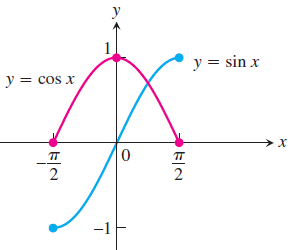 y
1
y = sin x
y = cos x
x
0
−π/2
π/2
−1